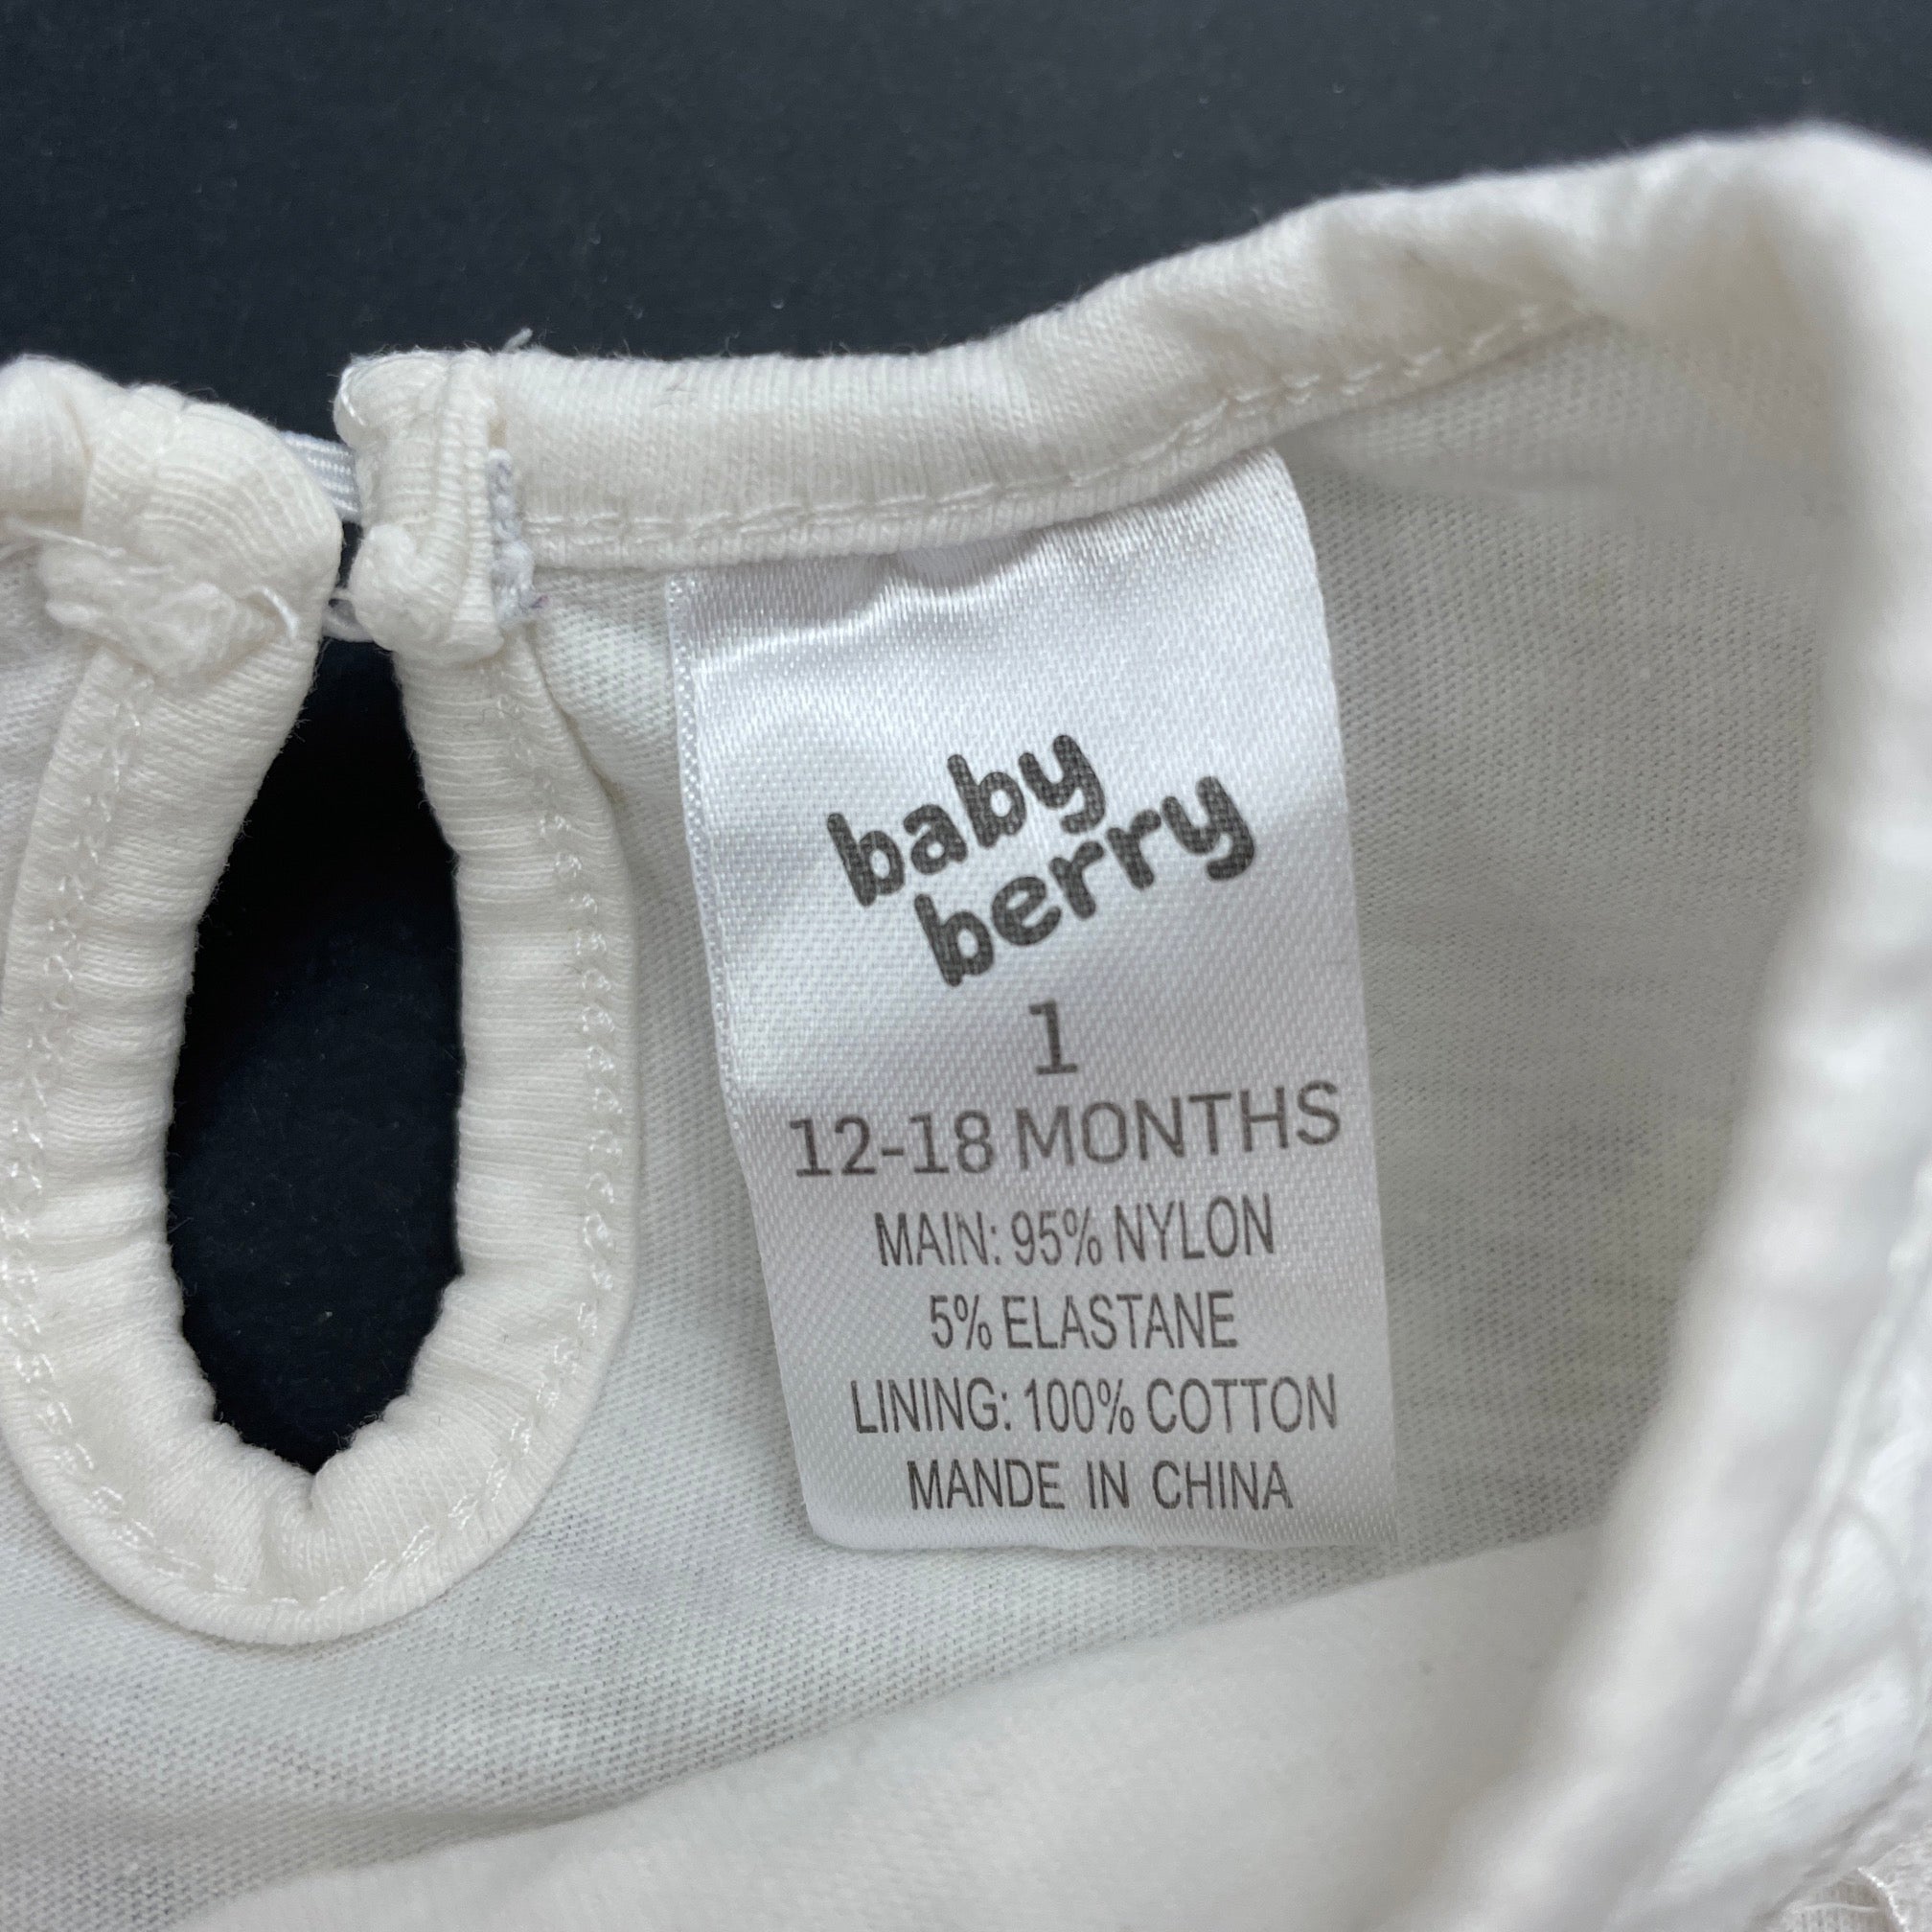 baby
berry
1
12-18 MONTHS
MAIN: 95% NYLON
5% ELASTANE
LINING: 100% COTTON
MANDE IN CHINA